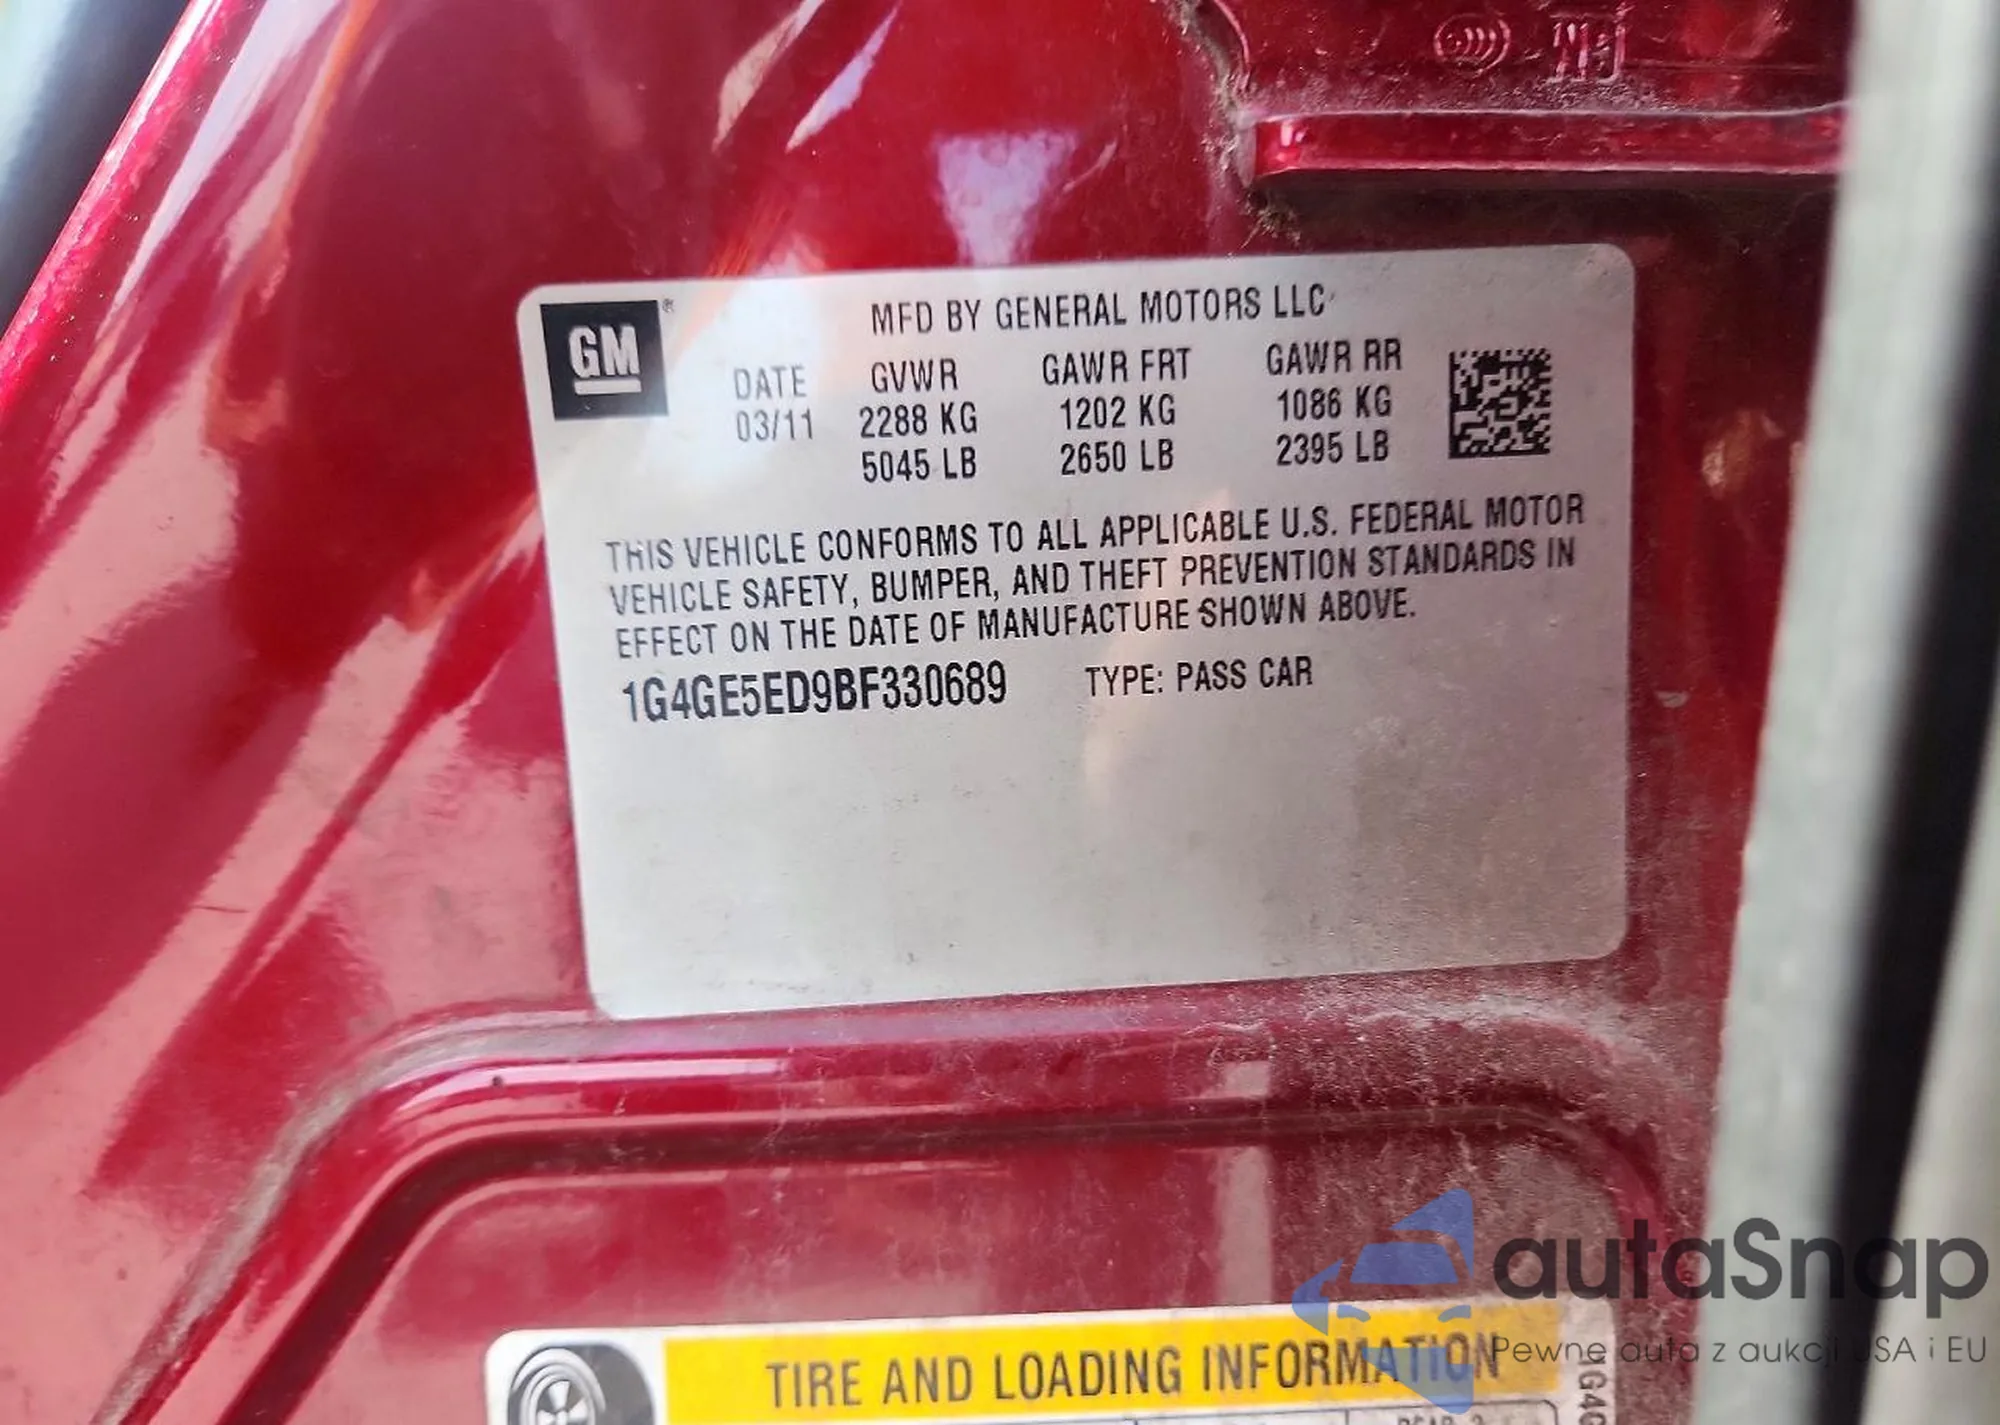 GM®
MFD BY GENERAL MOTORS LLC
DATE GVWR GAWR FRT GAWR RR
03/11 2288 KG 1202 KG 1086 KG
5045 LB 2650 LB 2395 LB
THIS VEHICLE CONFORMS TO ALL APPLICABLE U.S. FEDERAL MOTOR
VEHICLE SAFETY, BUMPER, AND THEFT PREVENTION STANDARDS IN
EFFECT ON THE DATE OF MANUFACTURE SHOWN ABOVE.
1G4GE5ED9BF330689 TYPE: PASS CAR
autaSnap
Pewne auta z aukcji USA i EU
TIRE AND LOADING INFORMATION